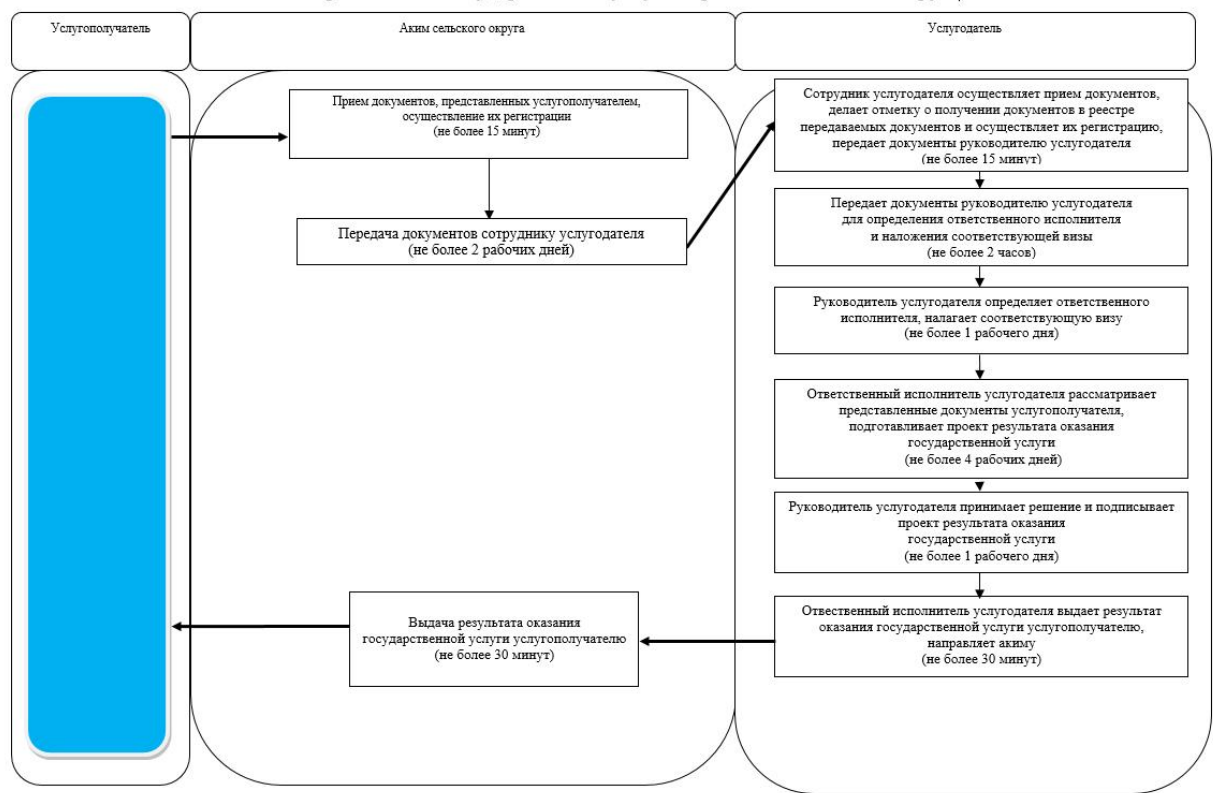 Услугополучатель
Аким сельского округа
Услугодатель
Прием документов, представленных услугополучателем,
осуществление их регистрации
(не более 15 минут)
Передача документов сотруднику услугодателя
(не более 2 рабочих дней)
Сотрудник услугодателя осуществляет прием документов,
делает отметку о получении документов в реестре
передаваемых документов и осуществляет их регистрацию,
передает документы руководителю услугодателя
(не более 15 минут)
Передает документы руководителю услугодателя
для определения ответственного исполнителя
и наложения соответствующей визы
(не более 2 часов)
Руководитель услугодателя определяет ответственного
исполнителя, налагает соответствующую визу
(не более 1 рабочего дня)
Ответственный исполнитель услугодателя рассматривает
представленные документы услугополучателя,
подготавливает проект результата оказания
государственной услуги
(не более 4 рабочих дней)
Руководитель услугодателя принимает решение и подписывает
проект результата оказания
государственной услуги
(не более 1 рабочего дня)
Отвественный исполнитель услугодателя выдает результат
оказания государственной услуги услугополучателю,
направляет акиму
(не более 30 минут)
Выдача результата оказания
государственной услуги услугополучателю
(не более 30 минут)